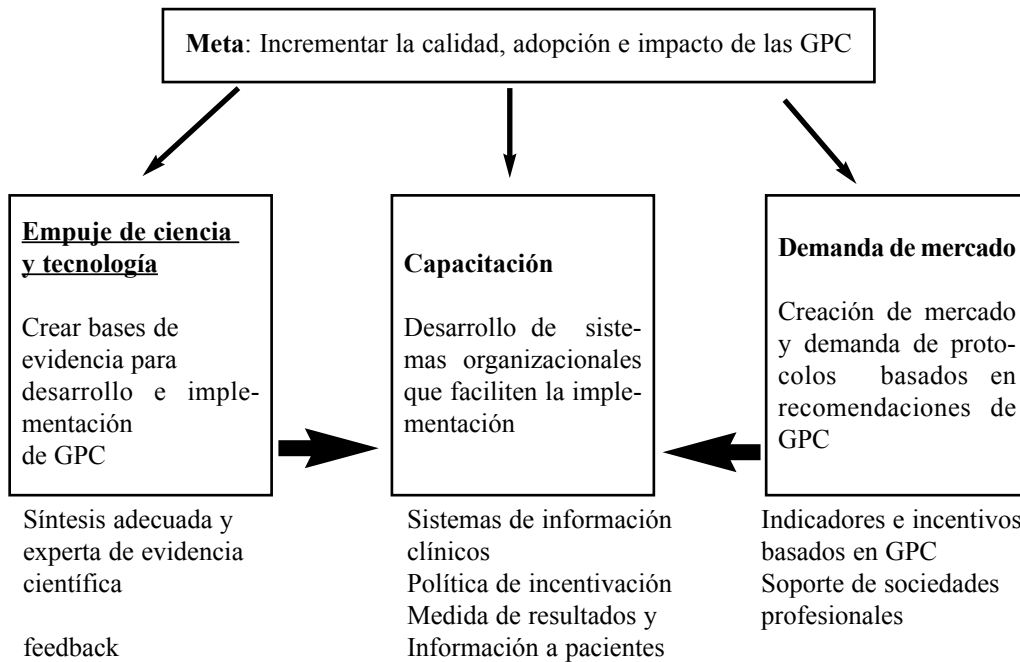 Meta: Incrementar la calidad, adopción e impacto de las GPC
Empuje de ciencia
y tecnología
Crear bases de
evidencia para
desarrollo e imple-
mentación
de GPC
Síntesis adecuada y
experta de evidencia
científica
feedback
Capacitación
Desarrollo de siste-
mas organizacionales
que faciliten la imple-
mentación
Sistemas de información
clínicos
Política de incentivación
Medida de resultados y
Información a pacientes
Demanda de mercado
Creación de mercado
y demanda de proto-
colos basados en
recomendaciones de
GPC
Indicadores e incentivos
basados en GPC
Soporte de sociedades
profesionales